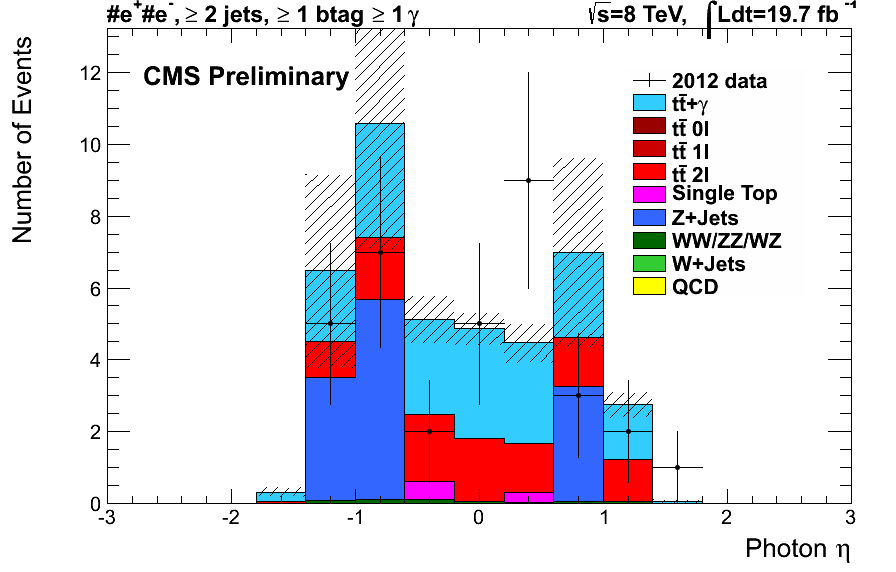 #e⁺#e⁻, ≥ 2 jets, ≥ 1 btag ≥ 1 γ
√s=8 TeV, ∫Ldt=19.7 fb⁻¹
Number of Events
CMS Preliminary
2012 data
tt̄+γ
tt̄ 0l
tt̄ 1l
tt̄ 2l
Single Top
Z+Jets
WW/ZZ/WZ
W+Jets
QCD
12
10
8
6
4
2
0
-3 -2 -1 0 1 2 3
Photon η